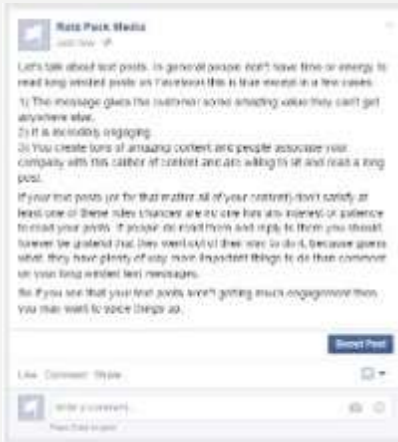 Ratz Pack Media
Just now
Let's talk about text posts. In general people don't have time or energy to
read long winded posts on Facebook this is true except in a few cases.
1) The message gives the customer some amazing value they can't get
anywhere else.
2) It is incredibly engaging
3) You create tons of amazing content and people associate your
company with this caliber of content and are willing to sit and read a long
post.
If your text posts (or for that matter all of your content) don't satisfy at
least one of these rules chances are no one has any interest or patience
to read your posts. If people do read them and reply to them you should
forever be grateful that they went out of their way to do it, because guess
what, they have plenty of way more important things to do than comment
on your long winded text messages.
So if you see that your text posts aren't getting much engagement then
you may want to spice things up.
Boost Post
Like Comment Share
Write a comment...